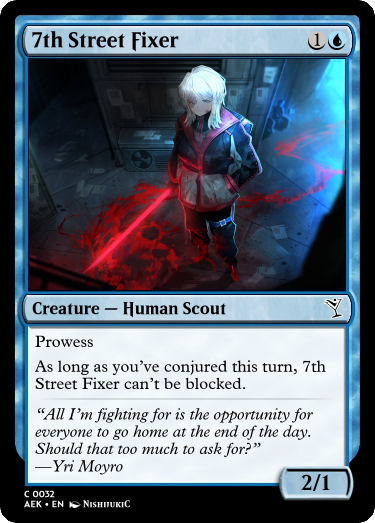 7th Street Fixer 1
Creature — Human Scout
Prowess
As long as you've conjured this turn, 7th
Street Fixer can't be blocked.
"All I'm fighting for is the opportunity for
everyone to go home at the end of the day.
Should that too much to ask for?"
—Yri Moyro
2/1
C 0032
AEK • EN NishijukiC